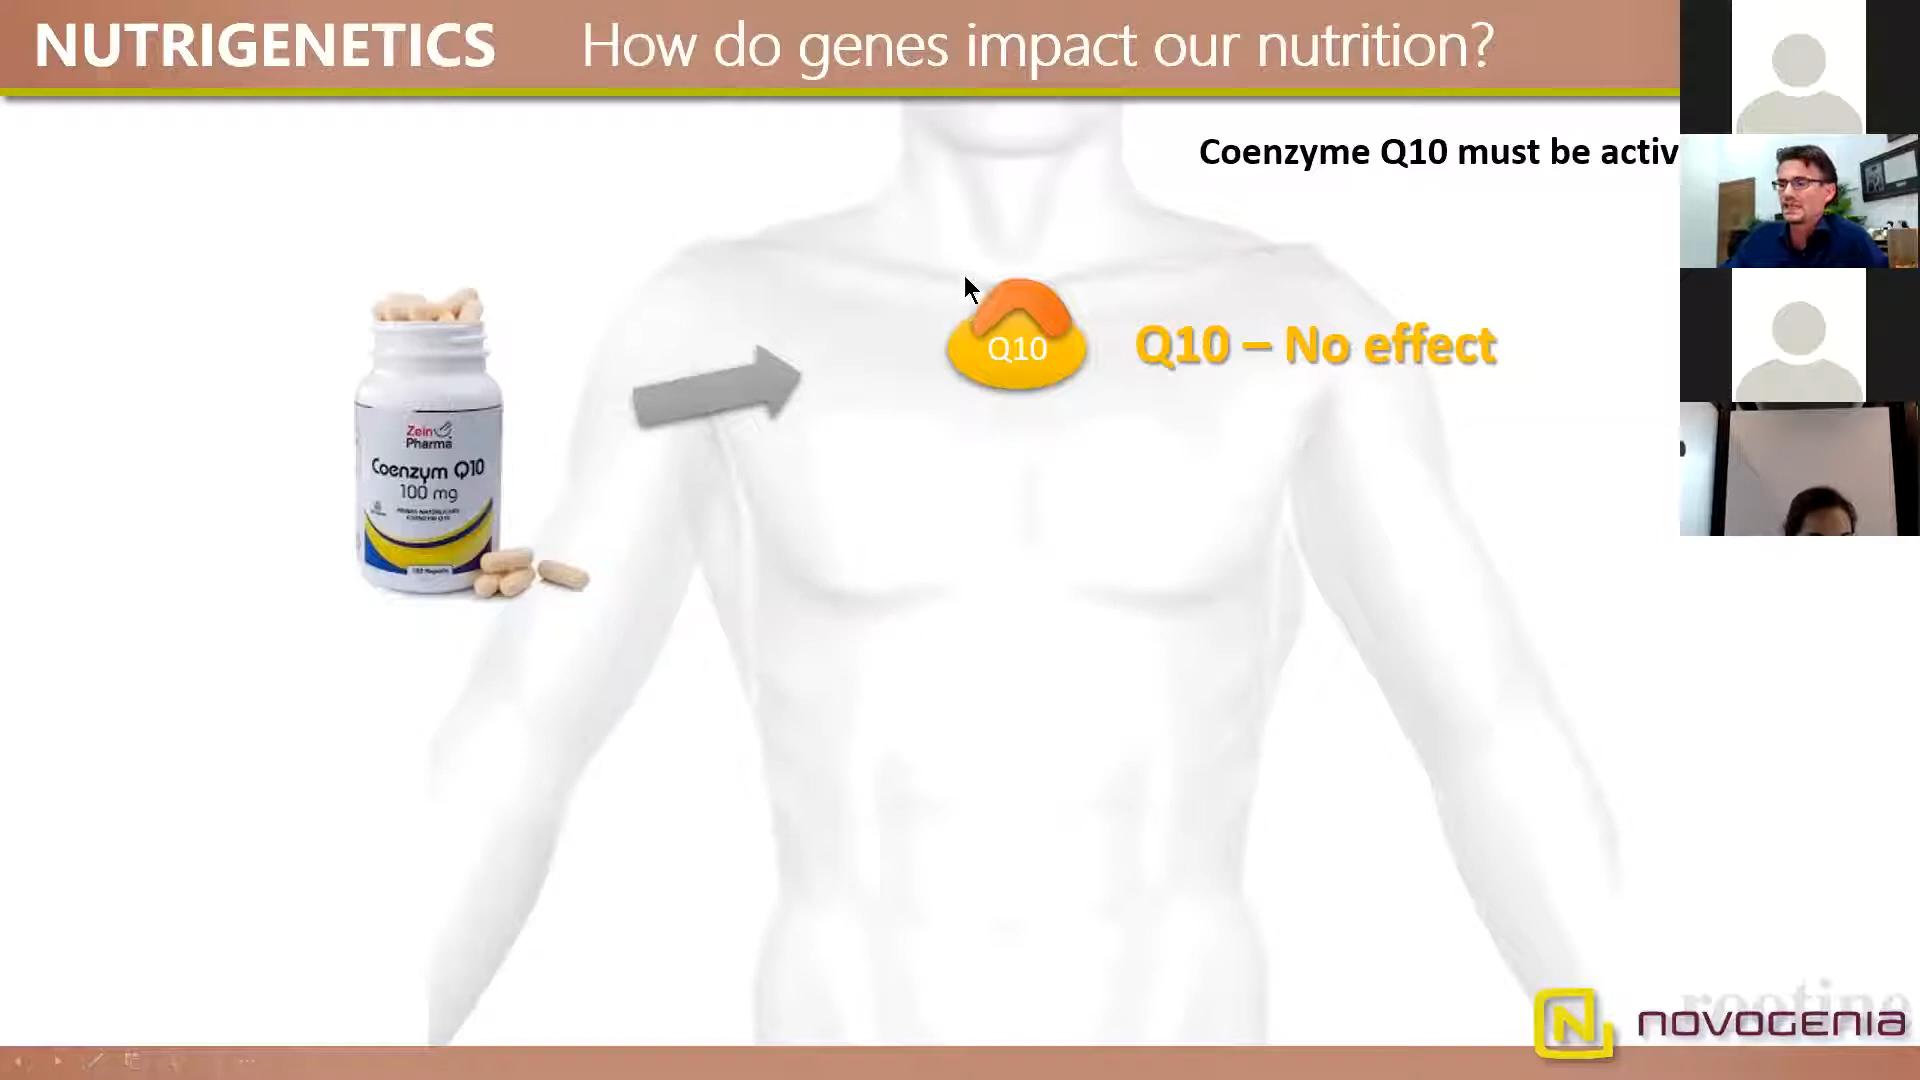 NUTRIGENETICS How do genes impact our nutrition?
Coenzyme Q10 must be activ
Q10
Q10 – No effect
Zein
Pharma
Coenzym Q10
100 mg
rootine
N NOVOGENIA